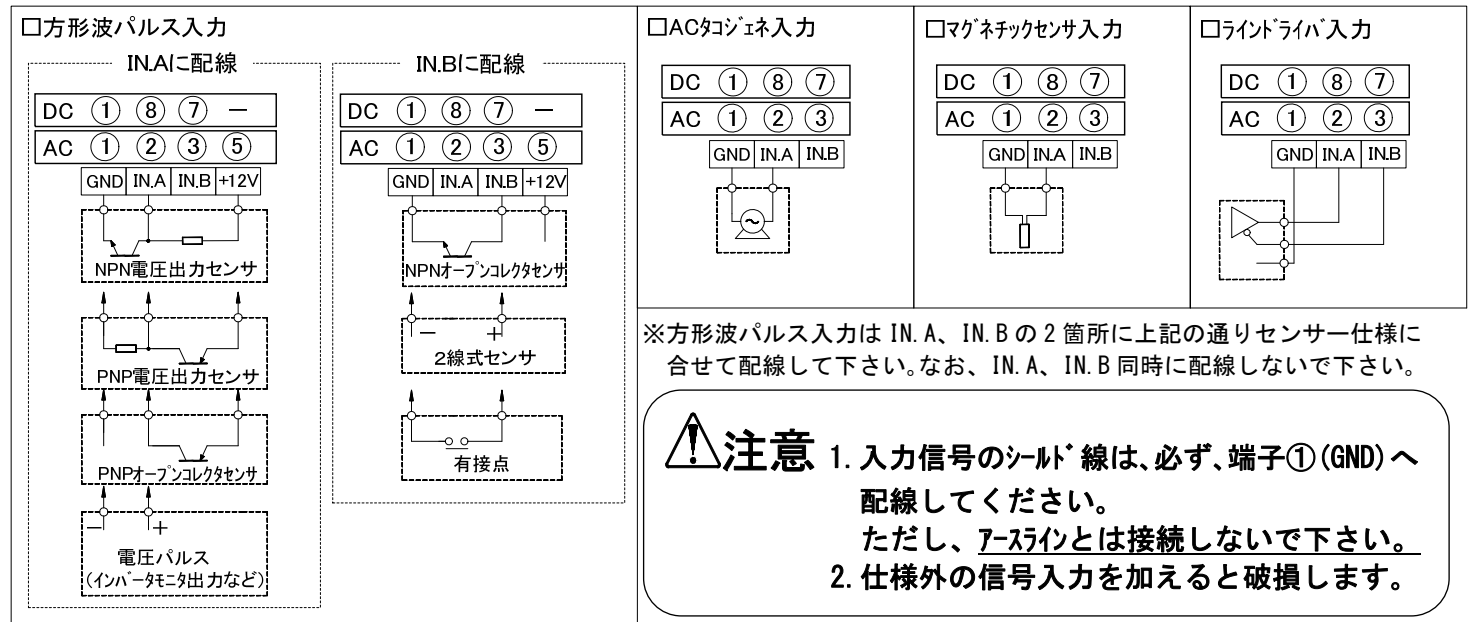 □方形波パルス入力
IN.Aに配線
DC ① ⑧ ⑦ －
AC ① ② ③ ⑤
GND IN.A IN.B +12V
NPN電圧出力センサ
PNP電圧出力センサ
PNPオープンコレクタセンサ
－ +
電圧パルス
(インバータモニタ出力など)
IN.Bに配線
DC ① ⑧ ⑦ －
AC ① ② ③ ⑤
GND IN.A IN.B +12V
NPNオープンコレクタセンサ
－ +
2線式センサ
有接点
□ACタコジェネ入力
DC ① ⑧ ⑦
AC ① ② ③
GND IN.A IN.B
□マグネチックセンサ入力
DC ① ⑧ ⑦
AC ① ② ③
GND IN.A IN.B
□ラインドライバ入力
DC ① ⑧ ⑦
AC ① ② ③
GND IN.A IN.B
※方形波パルス入力は IN.A、IN.B の 2 箇所に上記の通りセンサー仕様に
合せて配線して下さい。なお、IN.A、IN.B 同時に配線しないで下さい。
注意 1. 入力信号のシールド線は、必ず、端子①(GND)へ
配線してください。
ただし、アースラインとは接続しないで下さい。
2. 仕様外の信号入力を加えると破損します。